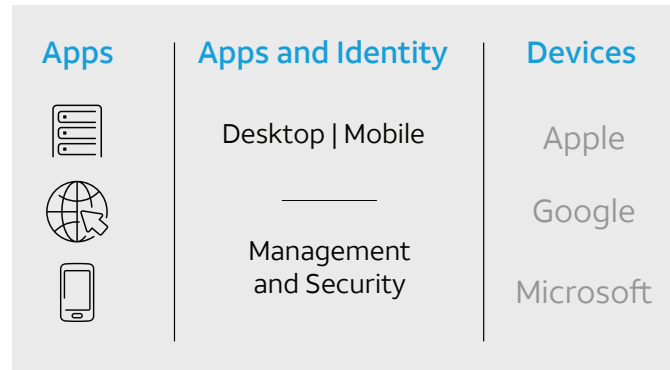 Apps
Apps and Identity
Desktop | Mobile
Management
and Security
Devices
Apple
Google
Microsoft